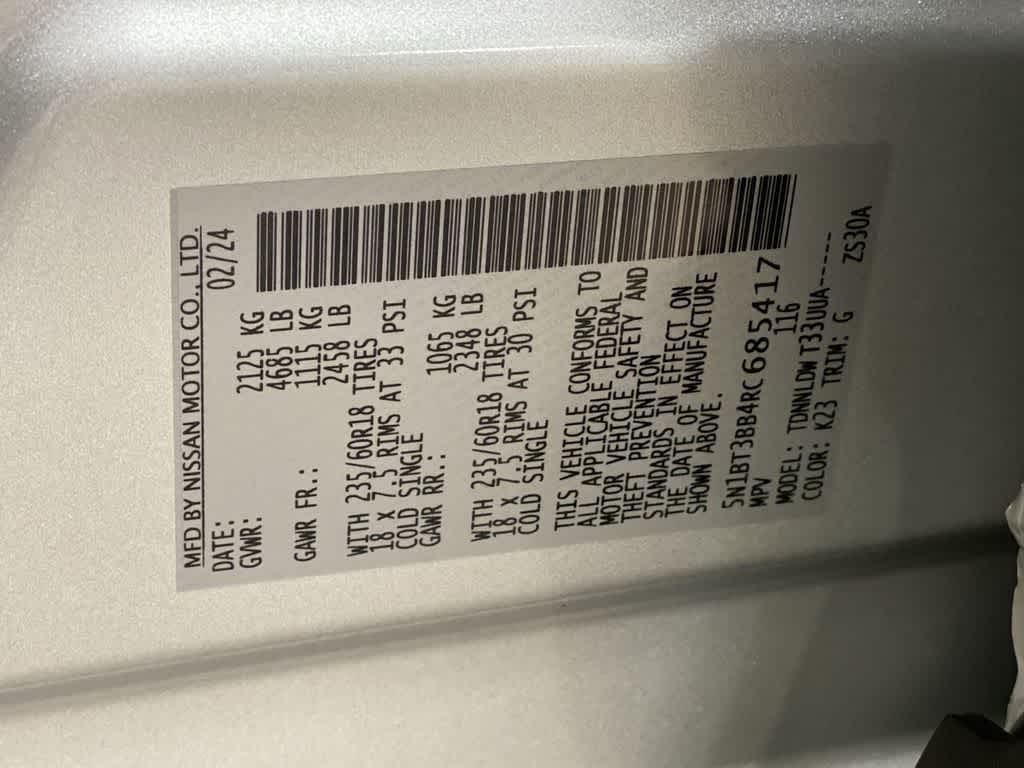 MFD BY NISSAN MOTOR CO., LTD.
DATE: 02/24
GVWR: 2125 KG
4685 LB
GAWR FR.: 1115 KG
2458 LB
WITH 235/60R18 TIRES
18 X 7.5 RIMS AT 33 PSI
COLD SINGLE
GAWR RR.: 1065 KG
2348 LB
WITH 235/60R18 TIRES
18 X 7.5 RIMS AT 30 PSI
COLD SINGLE
THIS VEHICLE CONFORMS TO
ALL APPLICABLE FEDERAL
MOTOR VEHICLE SAFETY AND
THEFT PREVENTION
STANDARDS IN EFFECT ON
THE DATE OF MANUFACTURE
SHOWN ABOVE.
5N1BT3BB4RC685417
MPV 116
MODEL: TDNNLDWT33UUA-----
COLOR: K23 TRIM: G ZS30A